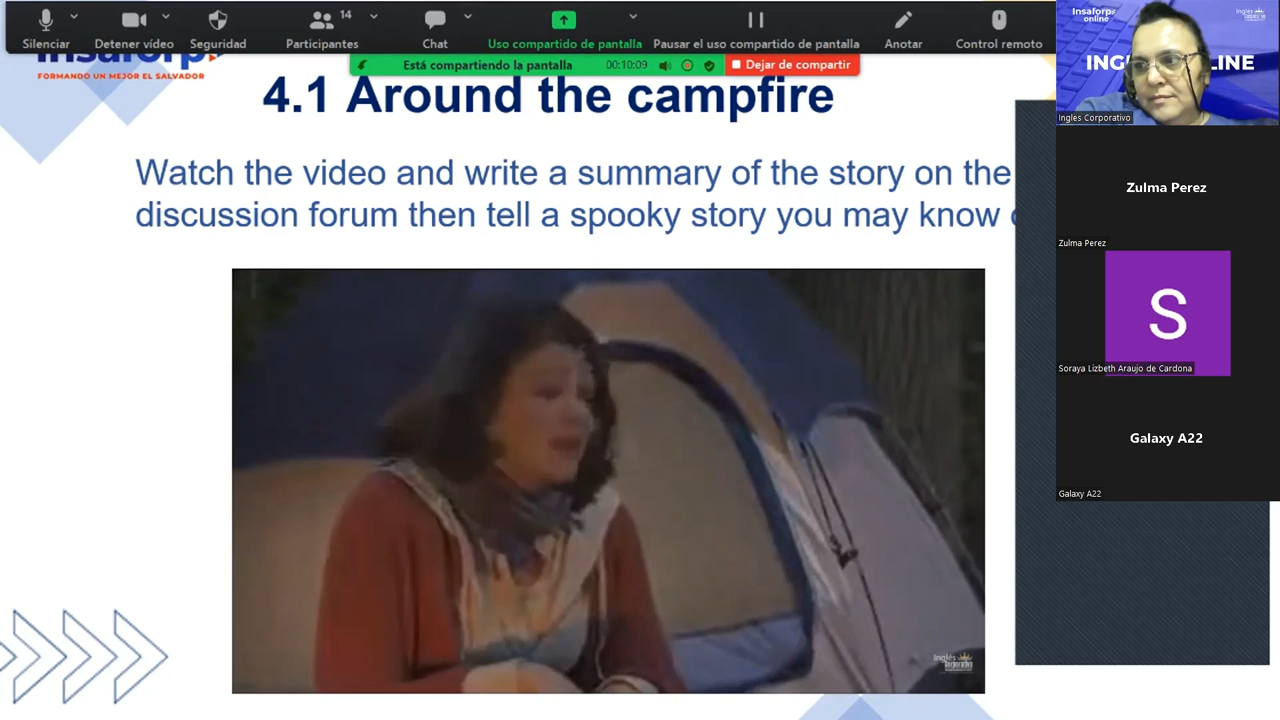 Silenciar
Detener vídeo
Seguridad
Participantes
14
Chat
Uso compartido de pantalla
Pausar el uso compartido de pantalla
Anotar
Control remoto
Está compartiendo la pantalla
00:10:09
Dejar de compartir
FORMANDO UN MEJOR EL SALVADOR
4.1 Around the campfire
Watch the video and write a summary of the story on the
discussion forum then tell a spooky story you may know
Inglés
Corporativo
Insaforp
online
Ingles Corporativo
Zulma Perez
Zulma Perez
S
Soraya Lizbeth Araujo de Cardona
Galaxy A22
Galaxy A22